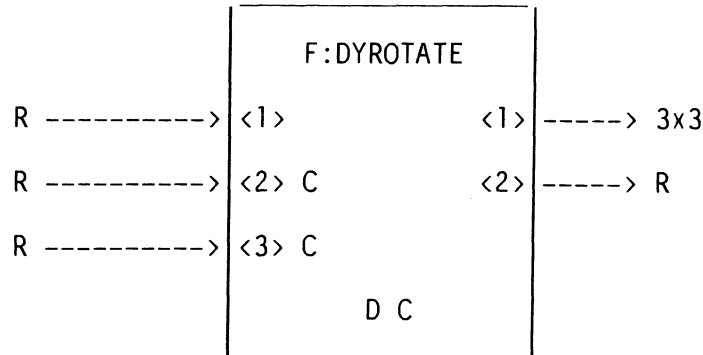 F:DYROTATE
R ----------> <1> <1> -----> 3x3
R ----------> <2> C <2> -----> R
R ----------> <3> C
D C